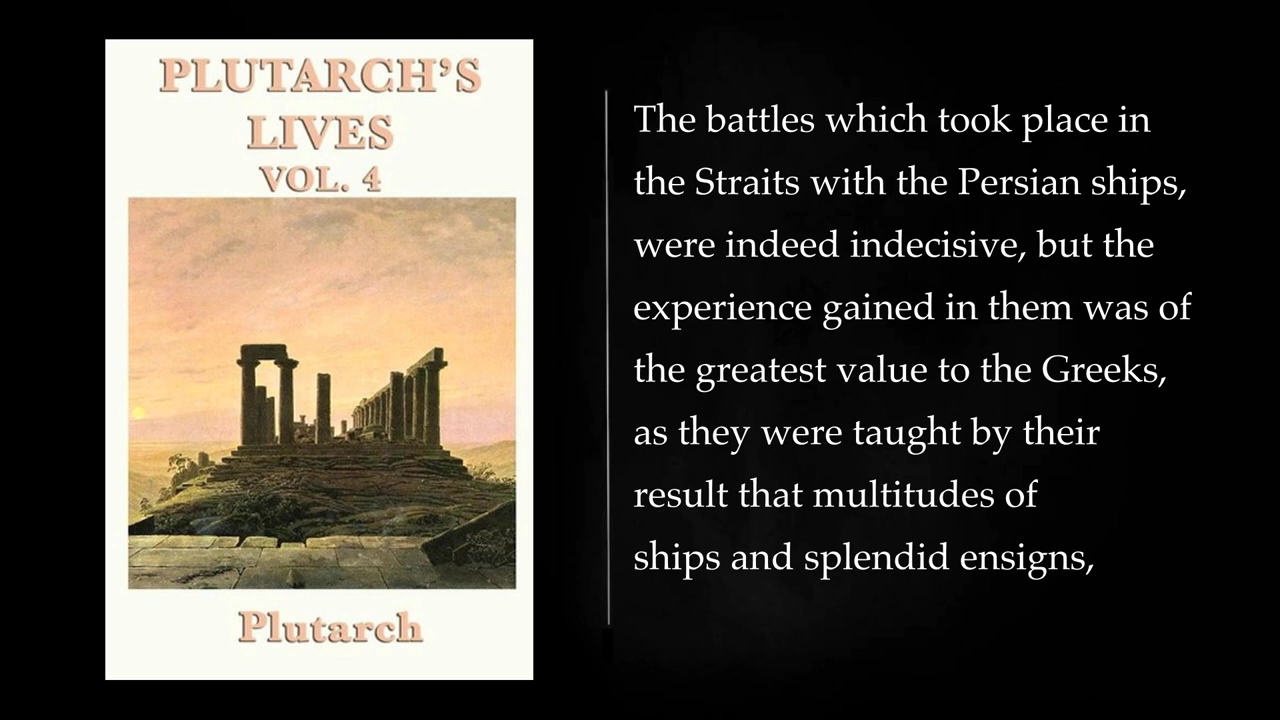 PLUTARCH'S
LIVES
VOL. 4
Plutarch
The battles which took place in
the Straits with the Persian ships,
were indeed indecisive, but the
experience gained in them was of
the greatest value to the Greeks,
as they were taught by their
result that multitudes of
ships and splendid ensigns,